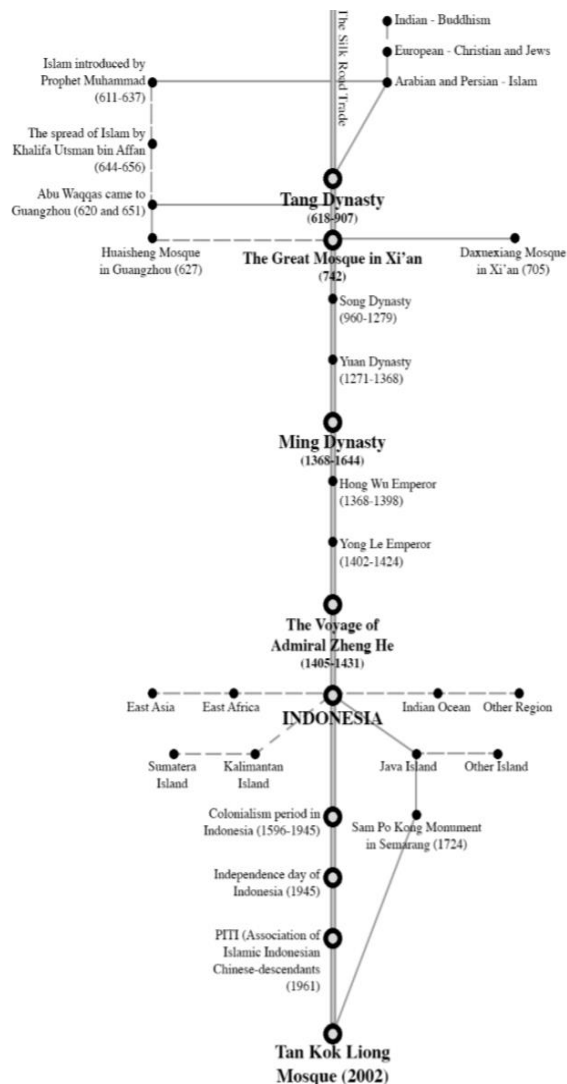 The Silk Road Trade
Indian - Buddhism
European - Christian and Jews
Arabian and Persian - Islam
Islam introduced by
Prophet Muhammad
(611-637)
The spread of Islam by
Khalifa Utsman bin Affan
(644-656)
Abu Waqqas came to
Guangzhou (620 and 651)
Tang Dynasty
(618-907)
Huaisheng Mosque
in Guangzhou (627)
The Great Mosque in Xi'an
(742)
Daxuexiang Mosque
in Xi'an (705)
Song Dynasty
(960-1279)
Yuan Dynasty
(1271-1368)
Ming Dynasty
(1368-1644)
Hong Wu Emperor
(1368-1398)
Yong Le Emperor
(1402-1424)
The Voyage of
Admiral Zheng He
(1405-1431)
East Asia
East Africa
INDONESIA
Indian Ocean
Other Region
Sumatera
Island
Kalimantan
Island
Java Island
Other Island
Colonialism period in
Indonesia (1596-1945)
Sam Po Kong Monument
in Semarang (1724)
Independence day of
Indonesia (1945)
PITI (Association of
Islamic Indonesian
Chinese-descendants
(1961)
Tan Kok Liong
Mosque (2002)